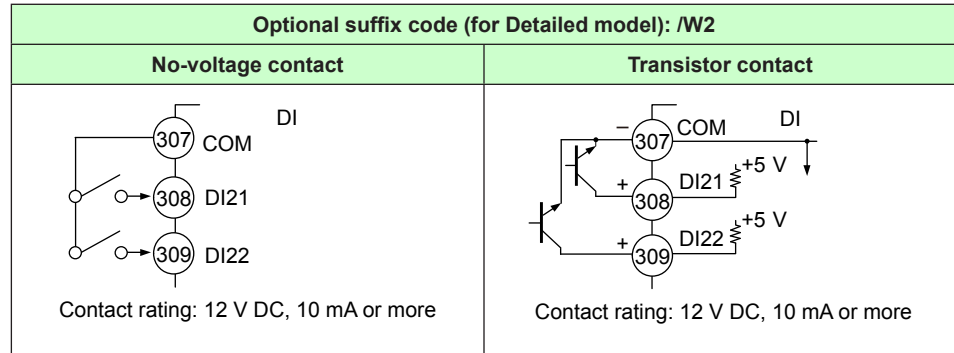 Optional suffix code (for Detailed model): /W2
No-voltage contact
Transistor contact
307
COM
DI
308
DI21
309
DI22
Contact rating: 12 V DC, 10 mA or more
−
307
COM
DI
+
308
DI21
+5 V
+
309
DI22
+5 V
Contact rating: 12 V DC, 10 mA or more